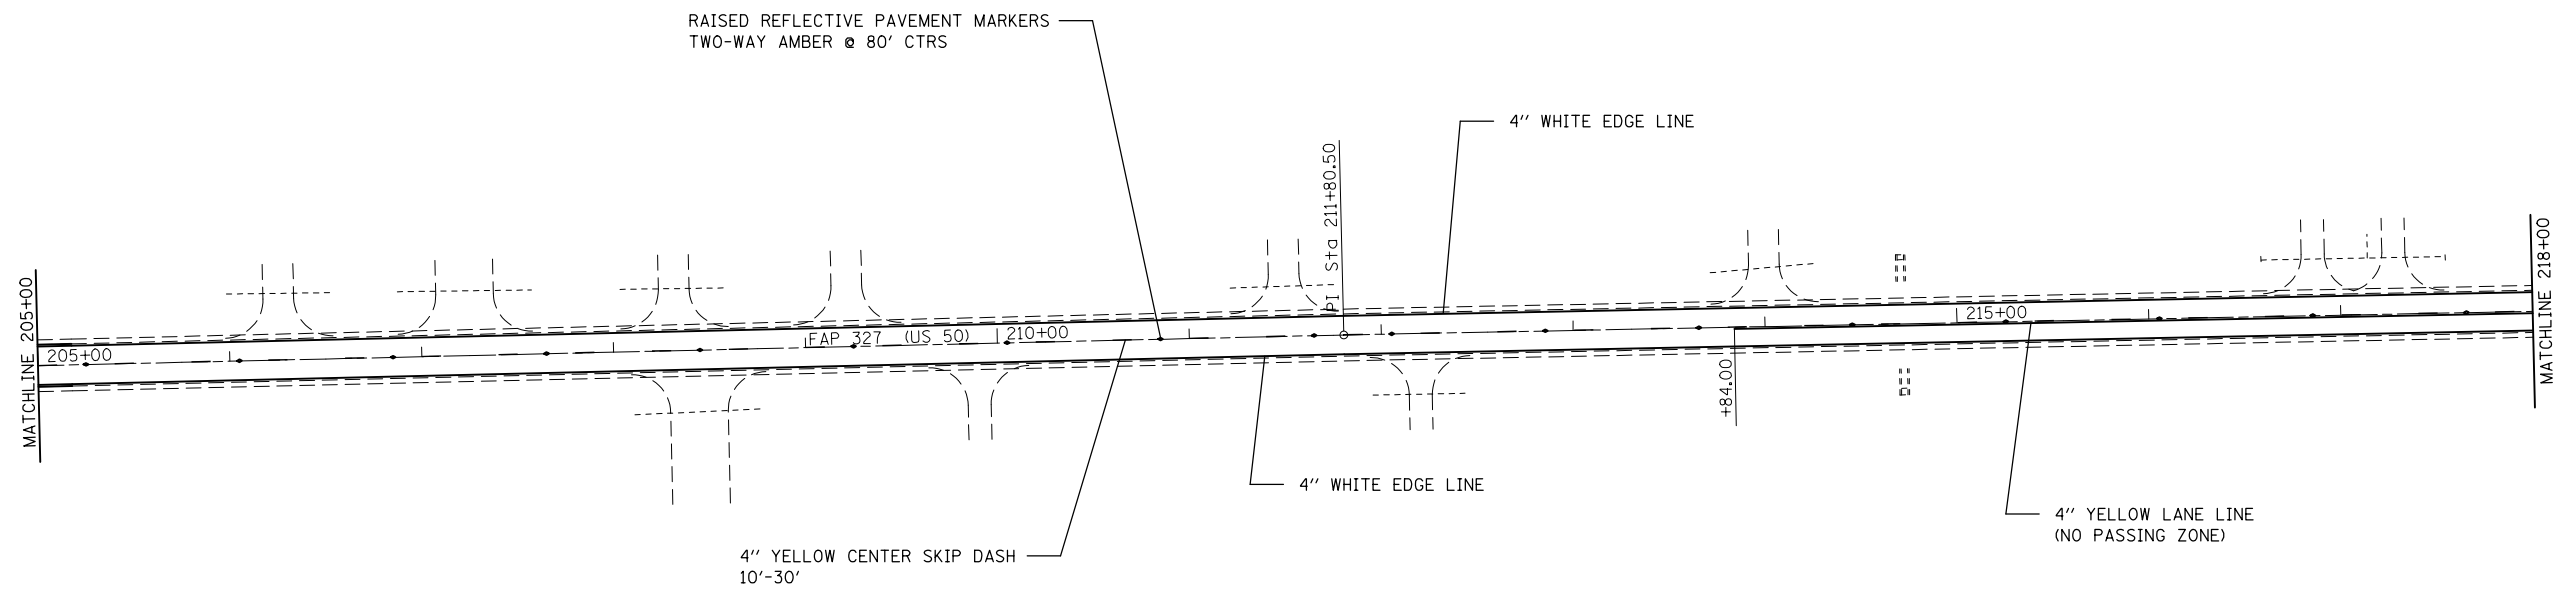 RAISED REFLECTIVE PAVEMENT MARKERS
TWO-WAY AMBER @ 80' CTRS
4" WHITE EDGE LINE
PI Sta 211+80.50
MATCHLINE 205+00
205+00
FAP 327 (US 50)
210+00
215+00
MATCHLINE 218+00
+84.00
4" WHITE EDGE LINE
4" YELLOW LANE LINE
(NO PASSING ZONE)
4" YELLOW CENTER SKIP DASH
10'-30'